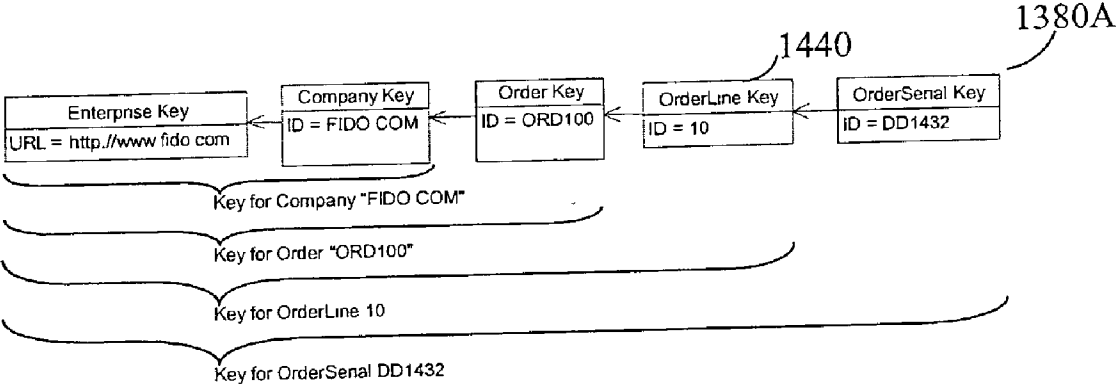 1380A
1440
Enterprise Key
URL = http.//www fido com
Company Key
ID = FIDO COM
Order Key
ID = ORD100
OrderLine Key
ID = 10
OrderSerial Key
ID = DD1432
Key for Company "FIDO COM"
Key for Order "ORD100"
Key for OrderLine 10
Key for OrderSerial DD1432